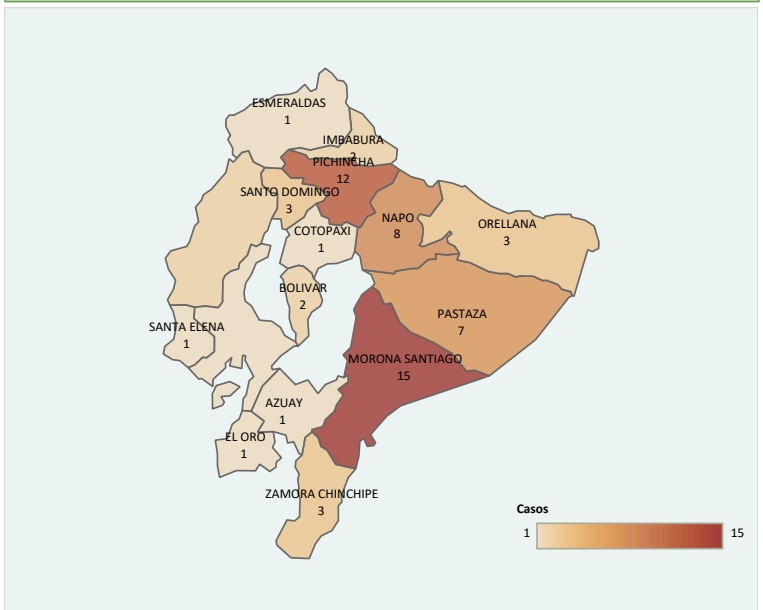 ESMERALDAS
1
IMBABURA
2
PICHINCHA
12
SANTO DOMINGO
3
NAPO
8
ORELLANA
3
COTOPAXI
1
BOLIVAR
2
PASTAZA
7
SANTA ELENA
1
MORONA SANTIAGO
15
AZUAY
1
EL ORO
1
ZAMORA CHINCHIPE
3
Casos
1 15